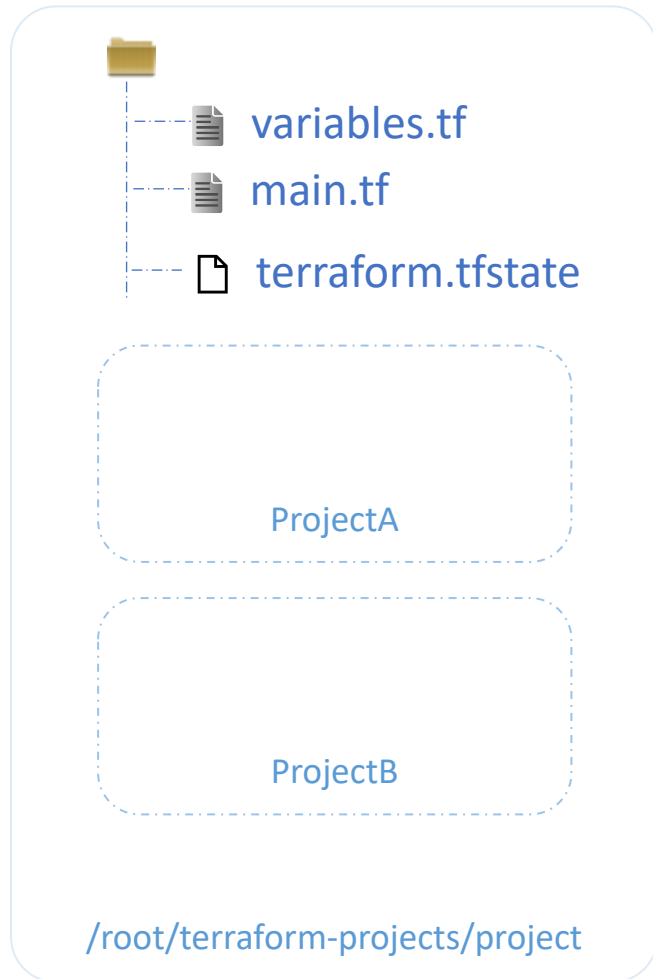 variables.tf
main.tf
terraform.tfstate
ProjectA
ProjectB
/root/terraform-projects/project